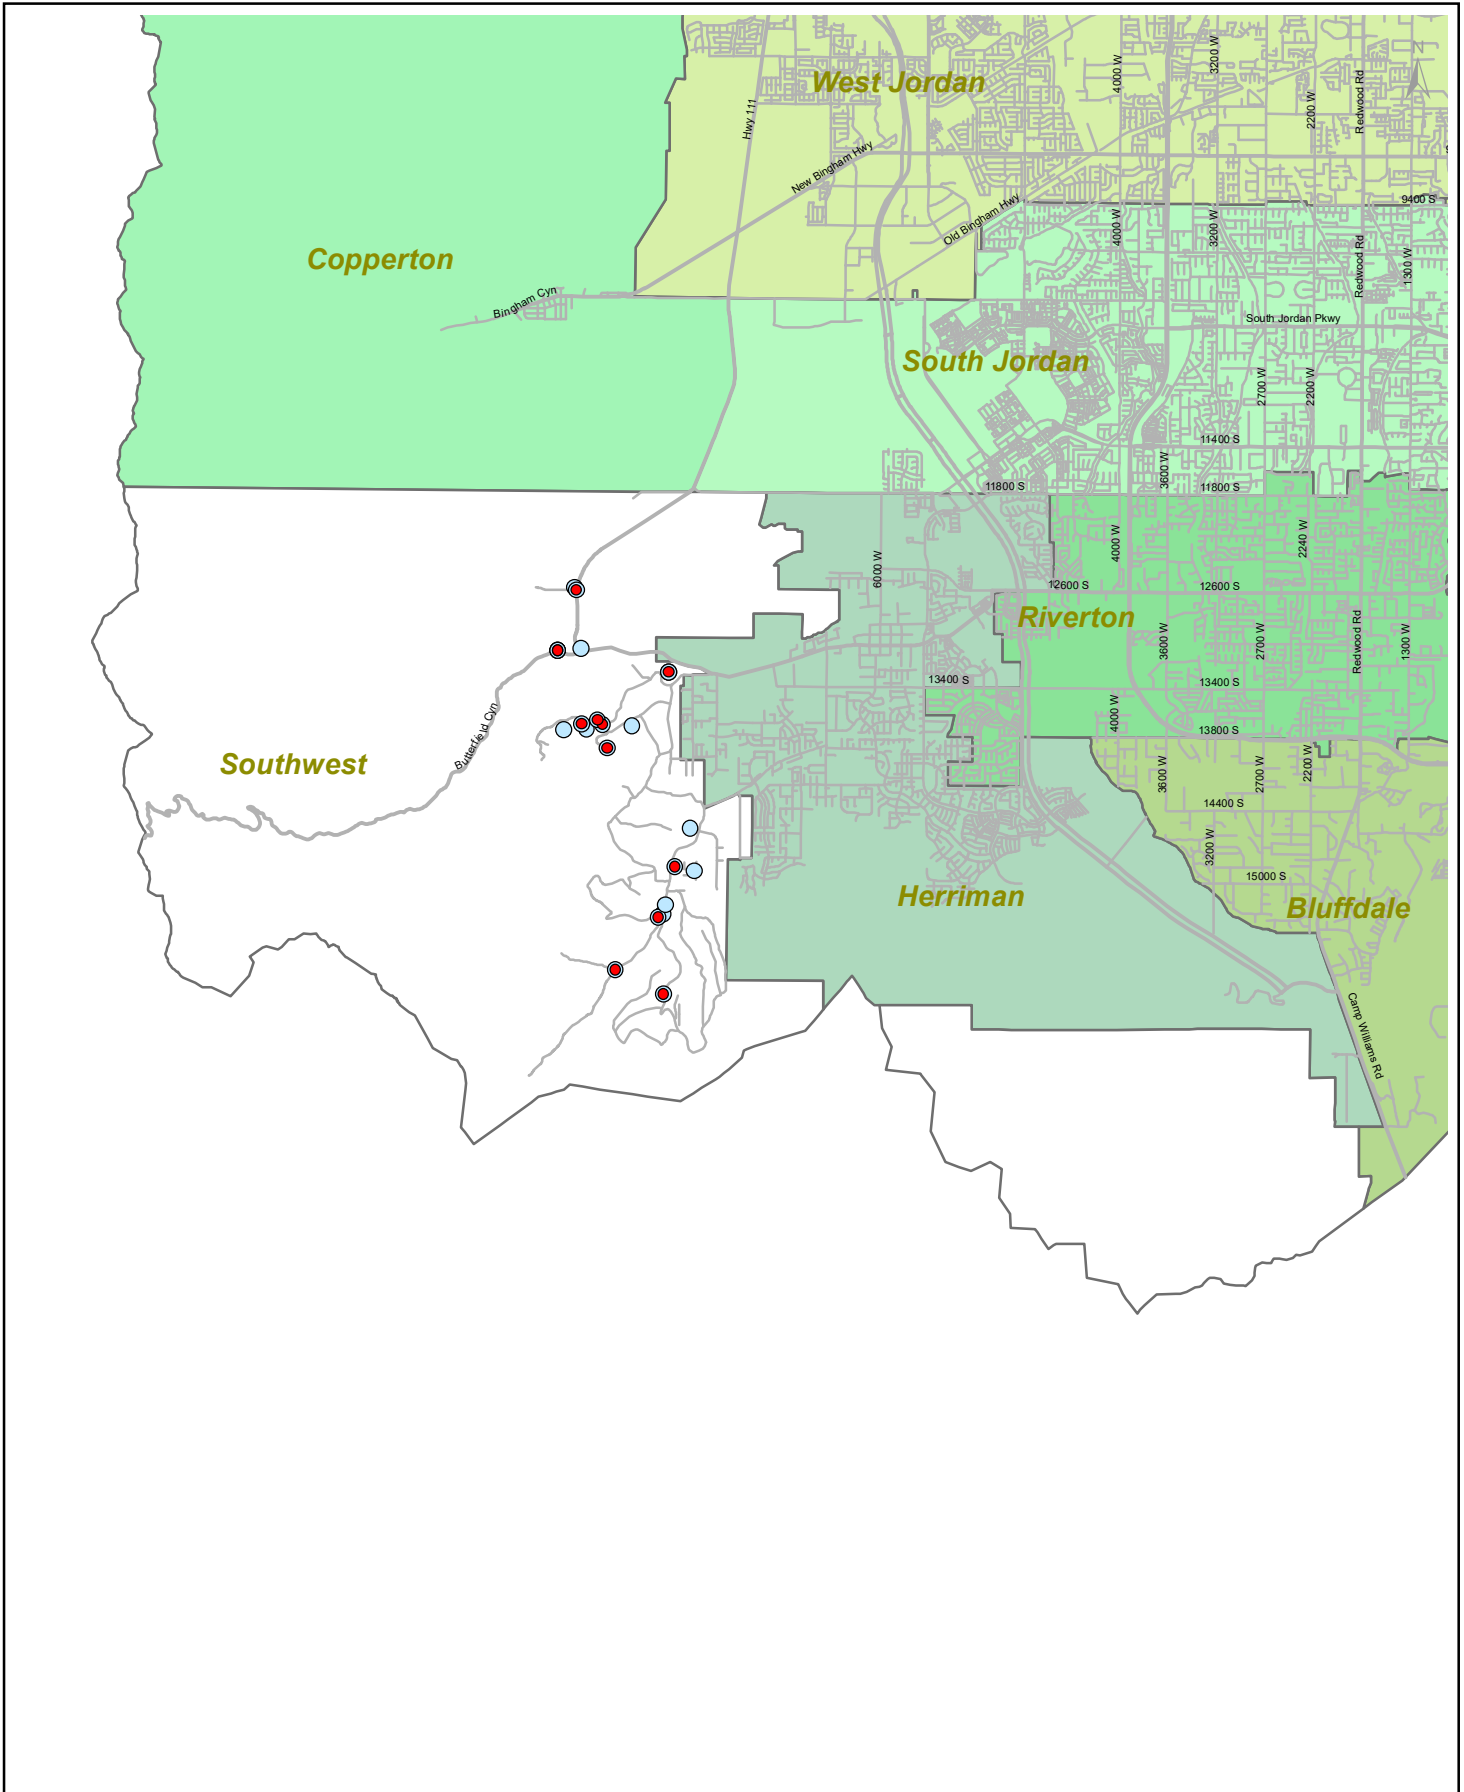 West Jordan
3200 W
4000 W
2200 W
Redwood Rd
N
Hwy 111
New Bingham Hwy
9400 S
Old Bingham Hwy
4000 W
3200 W
Redwood Rd
1300 W
Copperton
Bingham Cyn
South Jordan Pkwy
South Jordan
2700 W
2200 W
11400 S
3600 W
11800 S
11800 S
4000 W
2240 W
6000 W
12600 S
12600 S
Riverton
3600 W
2700 W
Redwood Rd
1300 W
13400 S
13400 S
4000 W
13800 S
Butterfield Cyn
Southwest
3600 W
2700 W
2200 W
14400 S
3200 W
15000 S
Herriman
Bluffdale
Camp Williams Rd